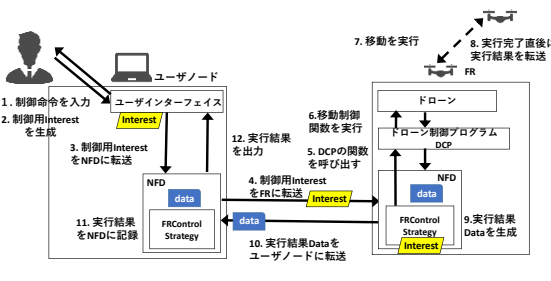 7. 移動を実行
8. 実行完了直後に
実行結果を転送
FR
ユーザノード
1. 制御命令を入力
2. 制御用Interest
を生成
ユーザインターフェイス
Interest
3. 制御用Interest
をNFDに転送
12. 実行結果
を出力
6.移動制御
関数を実行
5. DCPの関数
を呼び出す
ドローン
ドローン制御プログラム
DCP
NFD
data
FRControl
Strategy
11. 実行結果
をNFDに記録
4. 制御用Interest
をFRに転送
Interest
data
10. 実行結果Dataを
ユーザノードに転送
NFD
data
FRControl
Strategy
Interest
9.実行結果
Dataを生成